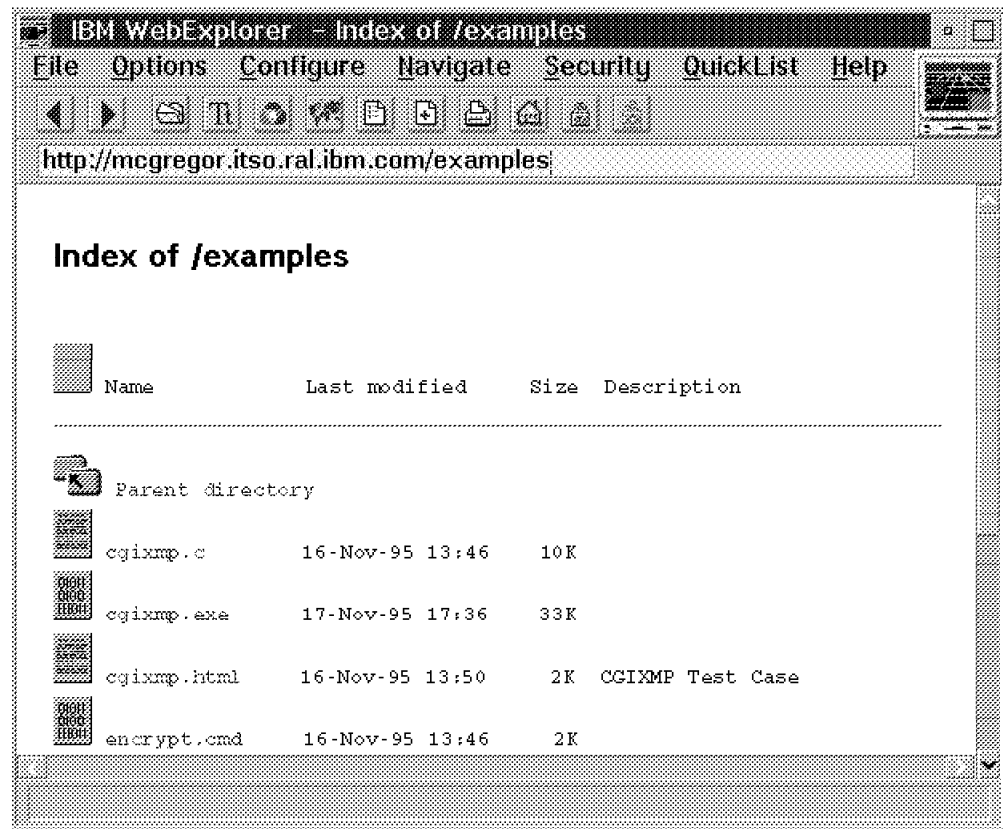 IBM WebExplorer - Index of /examples
File Options Configure Navigate Security QuickList Help
http://mcgregor.itso.ral.ibm.com/examples
Index of /examples
Name Last modified Size Description
Parent directory
cgixmp.c 16-Nov-95 13:46 10K
cgixmp.exe 17-Nov-95 17:36 33K
cgixmp.html 16-Nov-95 13:50 2K CGIXMP Test Case
encrypt.cmd 16-Nov-95 13:46 2K